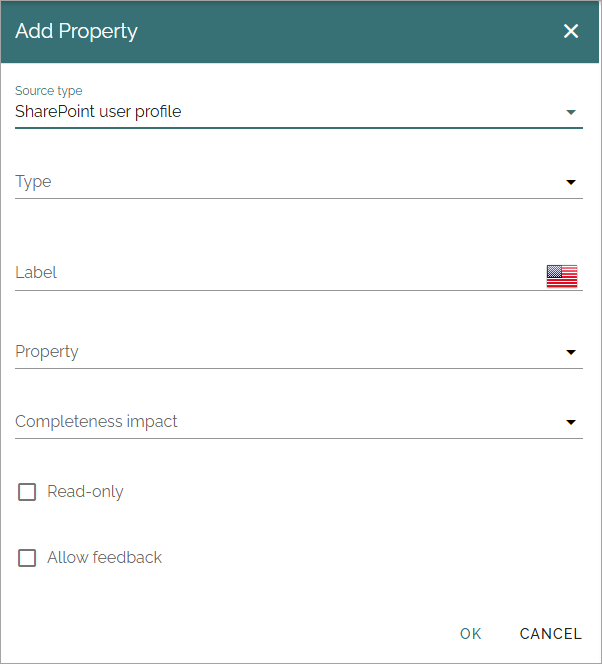 Add Property
Source type
SharePoint user profile
Type
Label
Property
Completeness impact
Read-only
Allow feedback
OK CANCEL